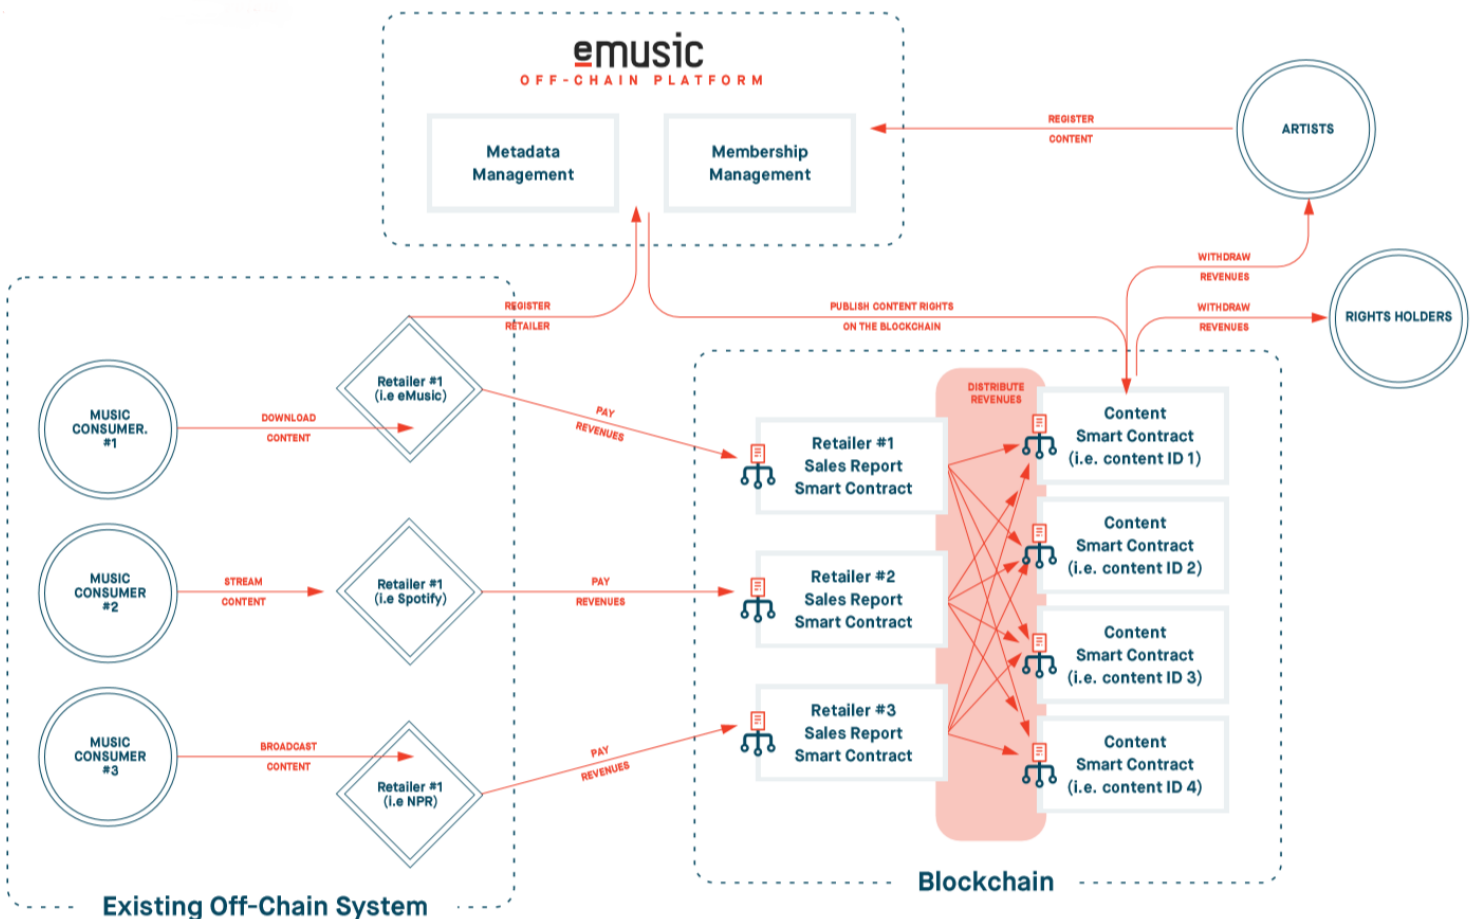 emusic
OFF-CHAIN PLATFORM
Metadata
Management
Membership
Management
REGISTER
CONTENT
ARTISTS
WITHDRAW
REVENUES
WITHDRAW
REVENUES
RIGHTS HOLDERS
REGISTER
RETAILER
PUBLISH CONTENT RIGHTS
ON THE BLOCKCHAIN
MUSIC
CONSUMER.
#1
DOWNLOAD
CONTENT
Retailer #1
(i.e eMusic)
PAY
REVENUES
MUSIC
CONSUMER
#2
STREAM
CONTENT
Retailer #1
(i.e Spotify)
PAY
REVENUES
MUSIC
CONSUMER
#3
BROADCAST
CONTENT
Retailer #1
(i.e NPR)
PAY
REVENUES
Existing Off-Chain System
Retailer #1
Sales Report
Smart Contract
Retailer #2
Sales Report
Smart Contract
Retailer #3
Sales Report
Smart Contract
DISTRIBUTE
REVENUES
Content
Smart Contract
(i.e. content ID 1)
Content
Smart Contract
(i.e. content ID 2)
Content
Smart Contract
(i.e. content ID 3)
Content
Smart Contract
(i.e. content ID 4)
Blockchain